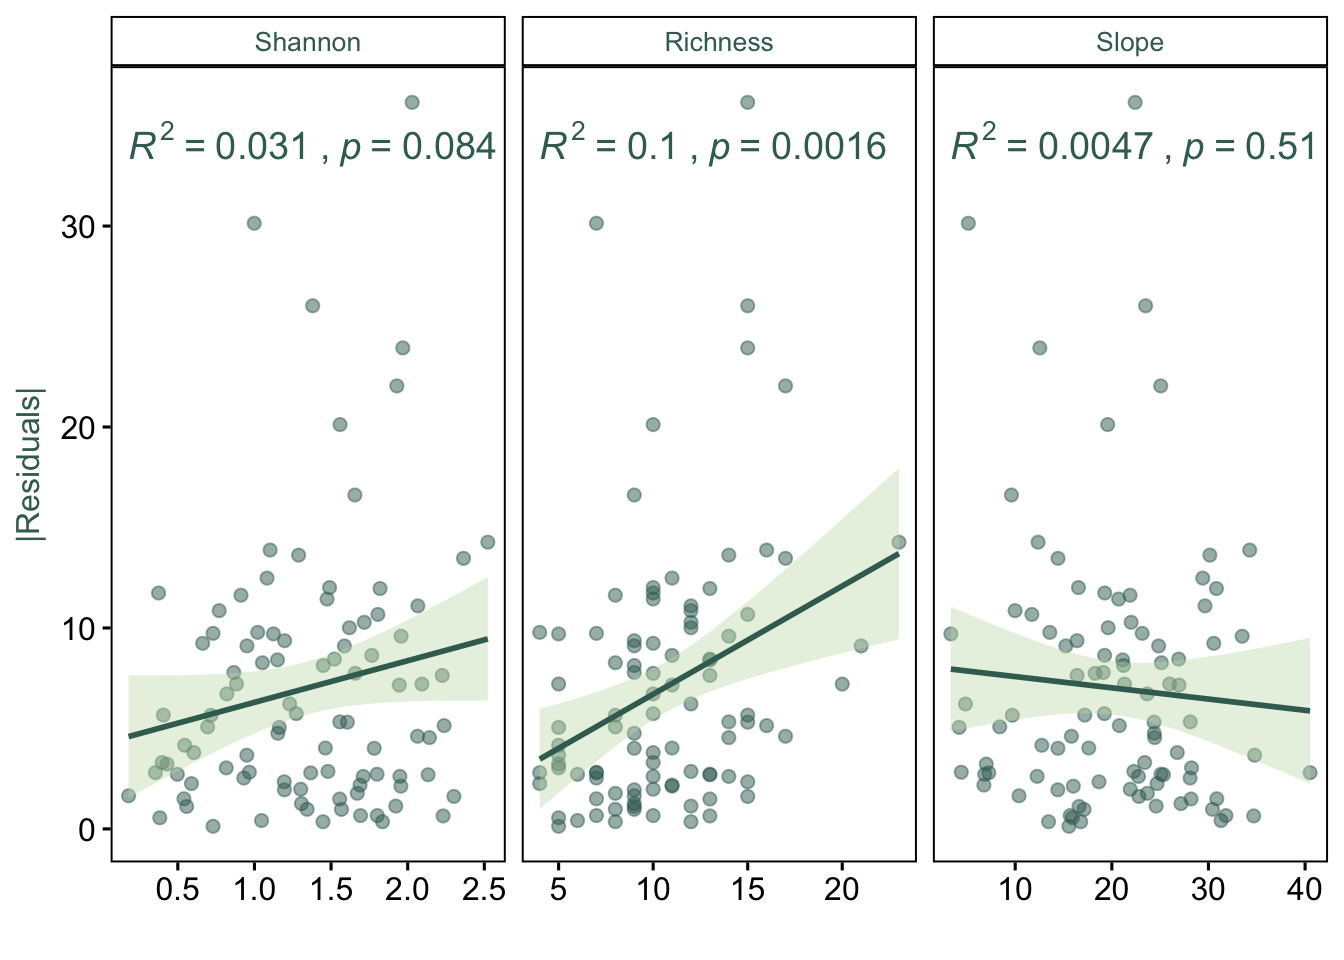 Shannon
Richness
Slope
R² = 0.031 , p = 0.084
R² = 0.1 , p = 0.0016
R² = 0.0047 , p = 0.51
|Residuals|
30
20
10
0
0.5 1.0 1.5 2.0 2.5
5 10 15 20
10 20 30 40